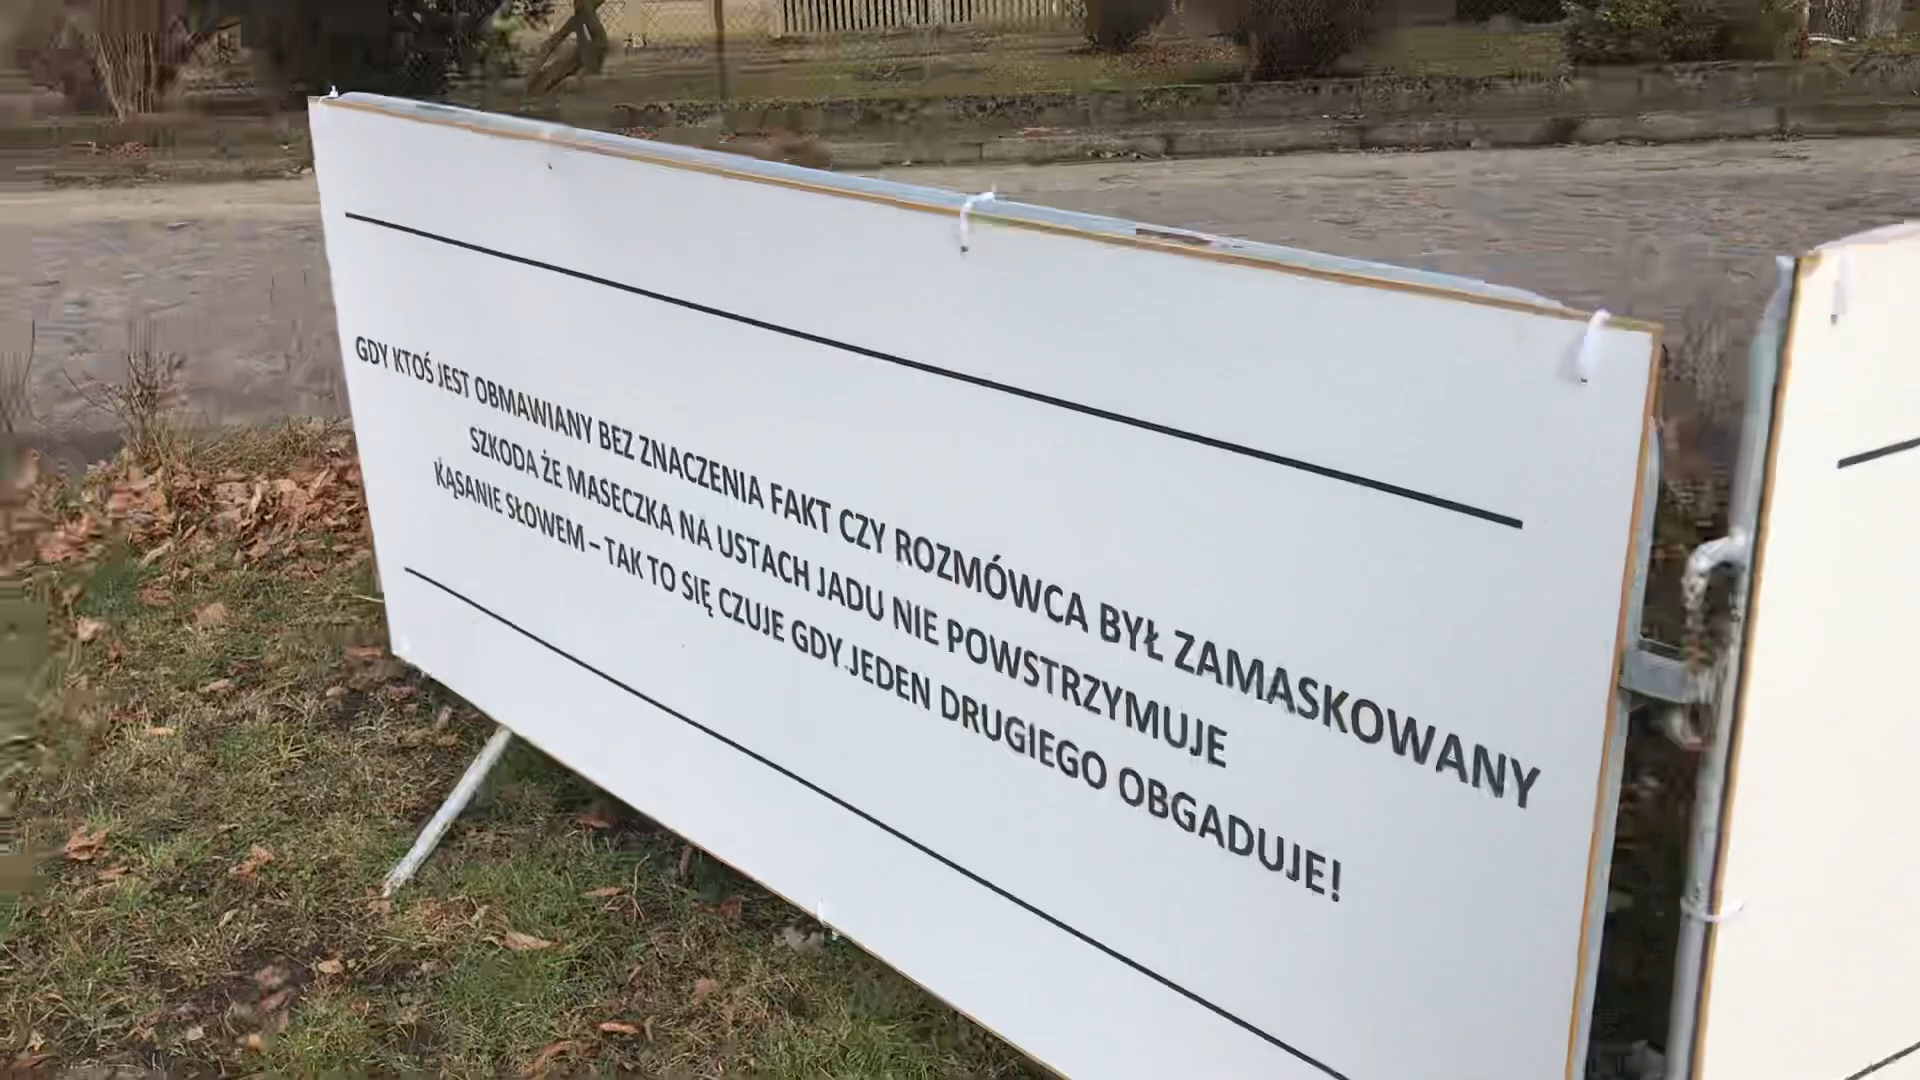 GDY KTOŚ JEST OBMAWIANY BEZ ZNACZENIA FAKT CZY ROZMÓWCA BYŁ ZAMASKOWANY
SZKODA ŻE MASECZKA NA USTACH JADU NIE POWSTRZYMUJE
KĄSANIE SŁOWEM – TAK TO SIĘ CZUJE GDY JEDEN DRUGIEGO OBGADUJE!